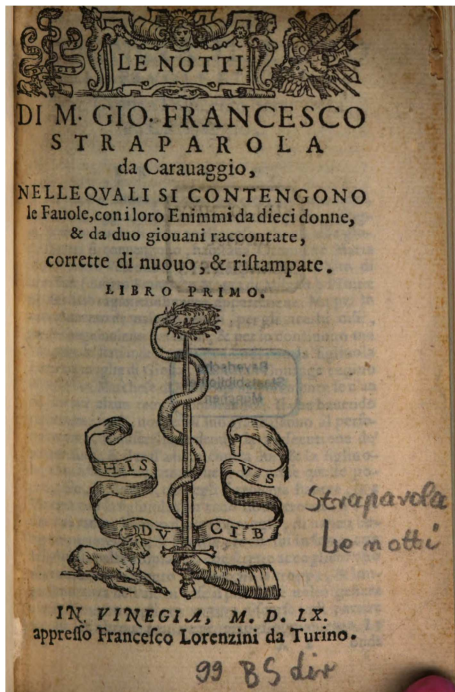 LE NOTTI
DI M. GIO. FRANCESCO
STRAPAROLA
da Carauaggio,
NELLE QVALI SI CONTENGONO
le Fauole, con i loro Enimmi da dieci donne,
& da duo giouani raccontate,
corrette di nuouo, & ristampate.
LIBRO PRIMO.
HIS
VS
DV
CIB
Straparola
Le notti
IN VINEGIA, M. D. LX.
appresso Francesco Lorenzini da Turino.
99 BS